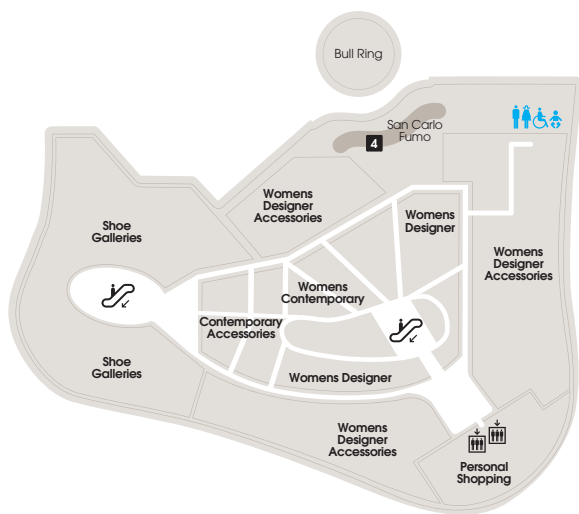 Bull Ring
San Carlo
Fumo
4
Womens
Designer
Accessories
Womens
Designer
Shoe
Galleries
Womens
Designer
Accessories
Womens
Contemporary
Contemporary
Accessories
Shoe
Galleries
Womens Designer
Womens
Designer
Accessories
Personal
Shopping